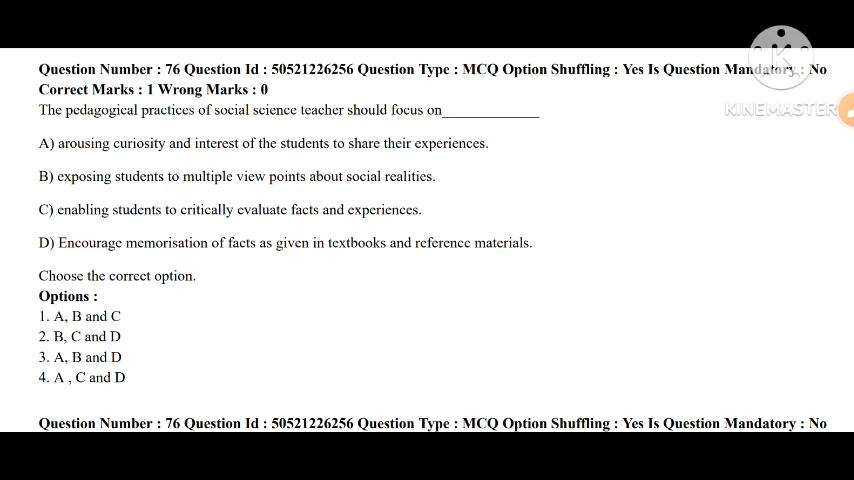 Question Number : 76 Question Id : 50521226256 Question Type : MCQ Option Shuffling : Yes Is Question Mandatory : No
Correct Marks : 1 Wrong Marks : 0
The pedagogical practices of social science teacher should focus on______________
KINEMASTER
A) arousing curiosity and interest of the students to share their experiences.
B) exposing students to multiple view points about social realities.
C) enabling students to critically evaluate facts and experiences.
D) Encourage memorisation of facts as given in textbooks and reference materials.
Choose the correct option.
Options :
1. A, B and C
2. B, C and D
3. A, B and D
4. A , C and D
Question Number : 76 Question Id : 50521226256 Question Type : MCQ Option Shuffling : Yes Is Question Mandatory : No